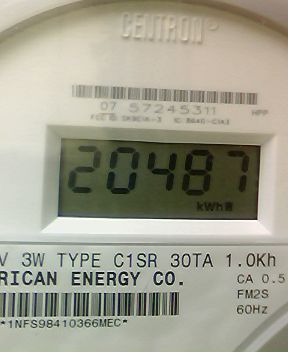 CENTRON®
07 57245311 HPP
20487
kWh
V 3W TYPE C1SR 30TA 1.0Kh
RICAN ENERGY CO. CA 0.5
FM2S
*1NFS98410366MEC* 60Hz